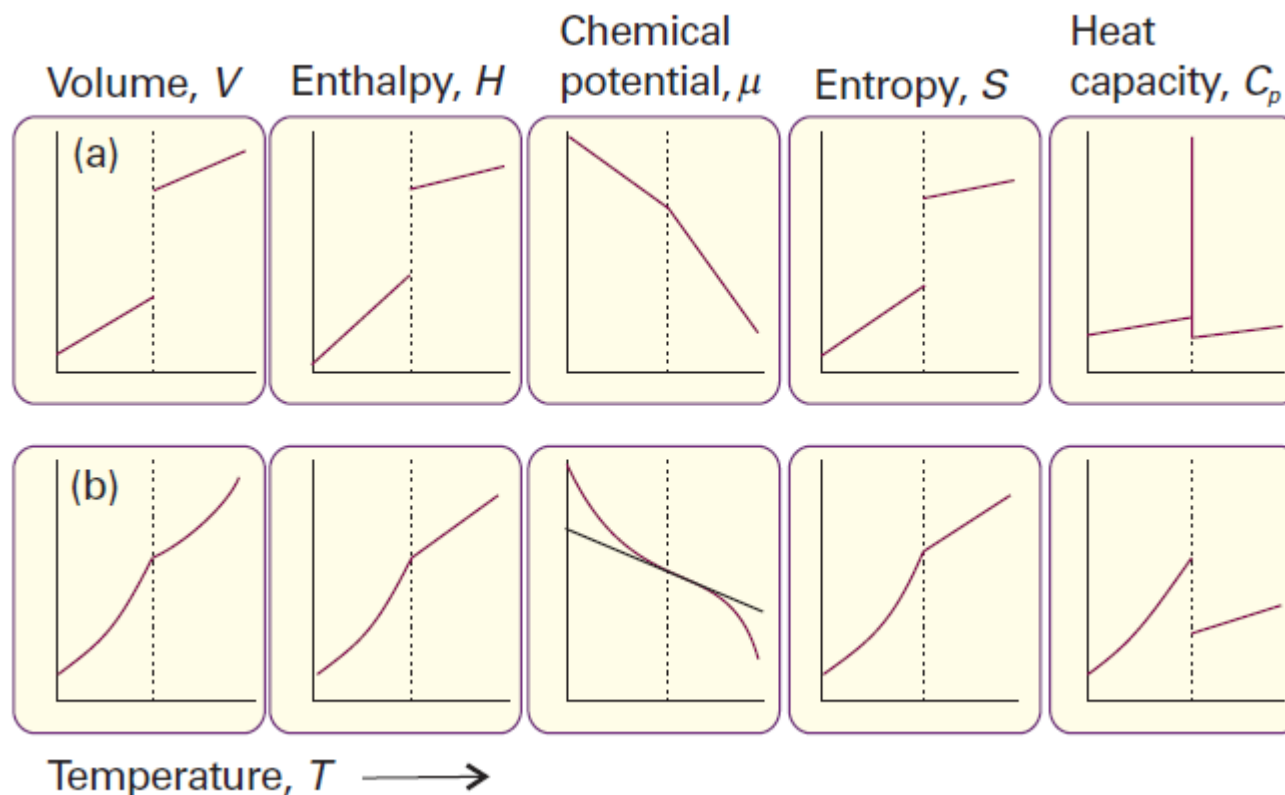 Volume, V
Enthalpy, H
Chemical
potential, μ
Entropy, S
Heat
capacity, Cₚ
(a)
(b)
Temperature, T